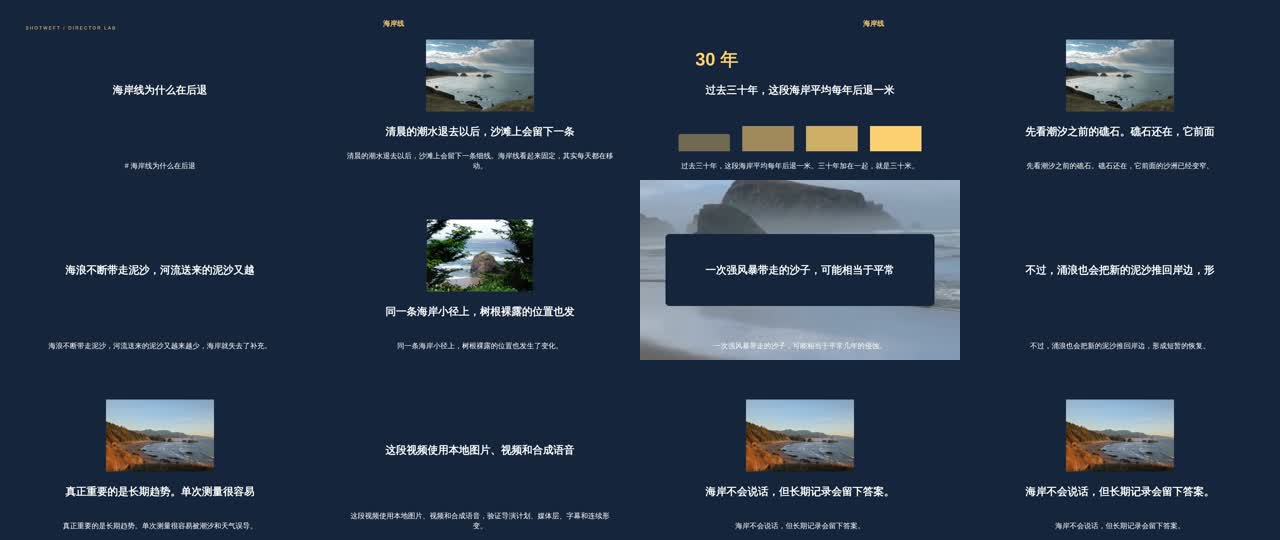 SHOTWEFT / DIRECTOR LAB
海岸线为什么在后退
# 海岸线为什么在后退
海岸线
清晨的潮水退去以后，沙滩上会留下一条
清晨的潮水退去以后，沙滩上会留下一条细线。海岸线看起来固定，其实每天都在移
动。
海岸线
30 年
过去三十年，这段海岸平均每年后退一米
过去三十年，这段海岸平均每年后退一米。三十年加在一起，就是三十米。
先看潮汐之前的礁石。礁石还在，它前面
先看潮汐之前的礁石。礁石还在，它前面的沙洲已经变窄。
海浪不断带走泥沙，河流送来的泥沙又越
海浪不断带走泥沙，河流送来的泥沙又越来越少，海岸就失去了补充。
同一条海岸小径上，树根裸露的位置也发
同一条海岸小径上，树根裸露的位置也发生了变化。
一次强风暴带走的沙子，可能相当于平常
一次强风暴带走的沙子，可能相当于平常几年的侵蚀。
不过，涌浪也会把新的泥沙推回岸边，形
不过，涌浪也会把新的泥沙推回岸边，形成短暂的恢复。
真正重要的是长期趋势。单次测量很容易
真正重要的是长期趋势。单次测量很容易被潮汐和天气误导。
这段视频使用本地图片、视频和合成语音
这段视频使用本地图片、视频和合成语音，验证导演计划、媒体层、字幕和连续形
变。
海岸不会说话，但长期记录会留下答案。
海岸不会说话，但长期记录会留下答案。
海岸不会说话，但长期记录会留下答案。
海岸不会说话，但长期记录会留下答案。